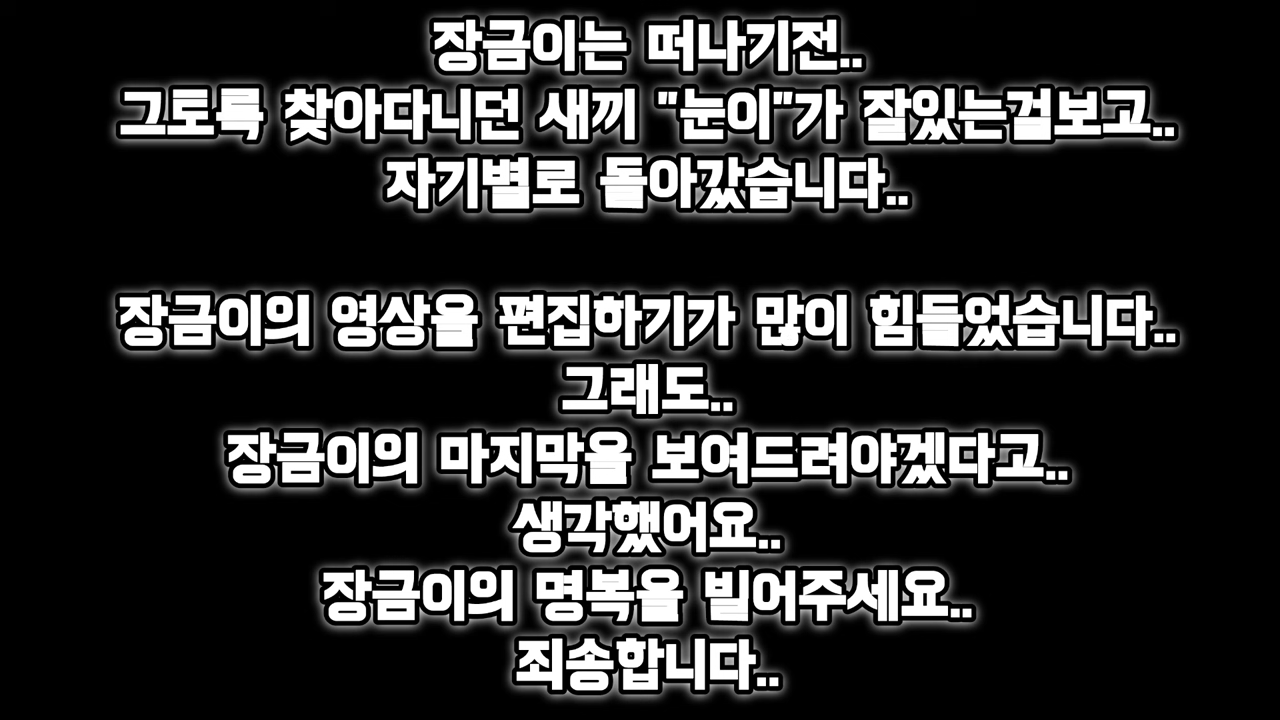 장금이는 떠나기전..
그토록 찾아다니던 새끼 "눈이"가 잘있는걸보고..
자기별로 돌아갔습니다..
장금이의 영상을 편집하기가 많이 힘들었습니다..
그래도..
장금이의 마지막을 보여드려야겠다고..
생각했어요..
장금이의 명복을 빌어주세요..
죄송합니다..